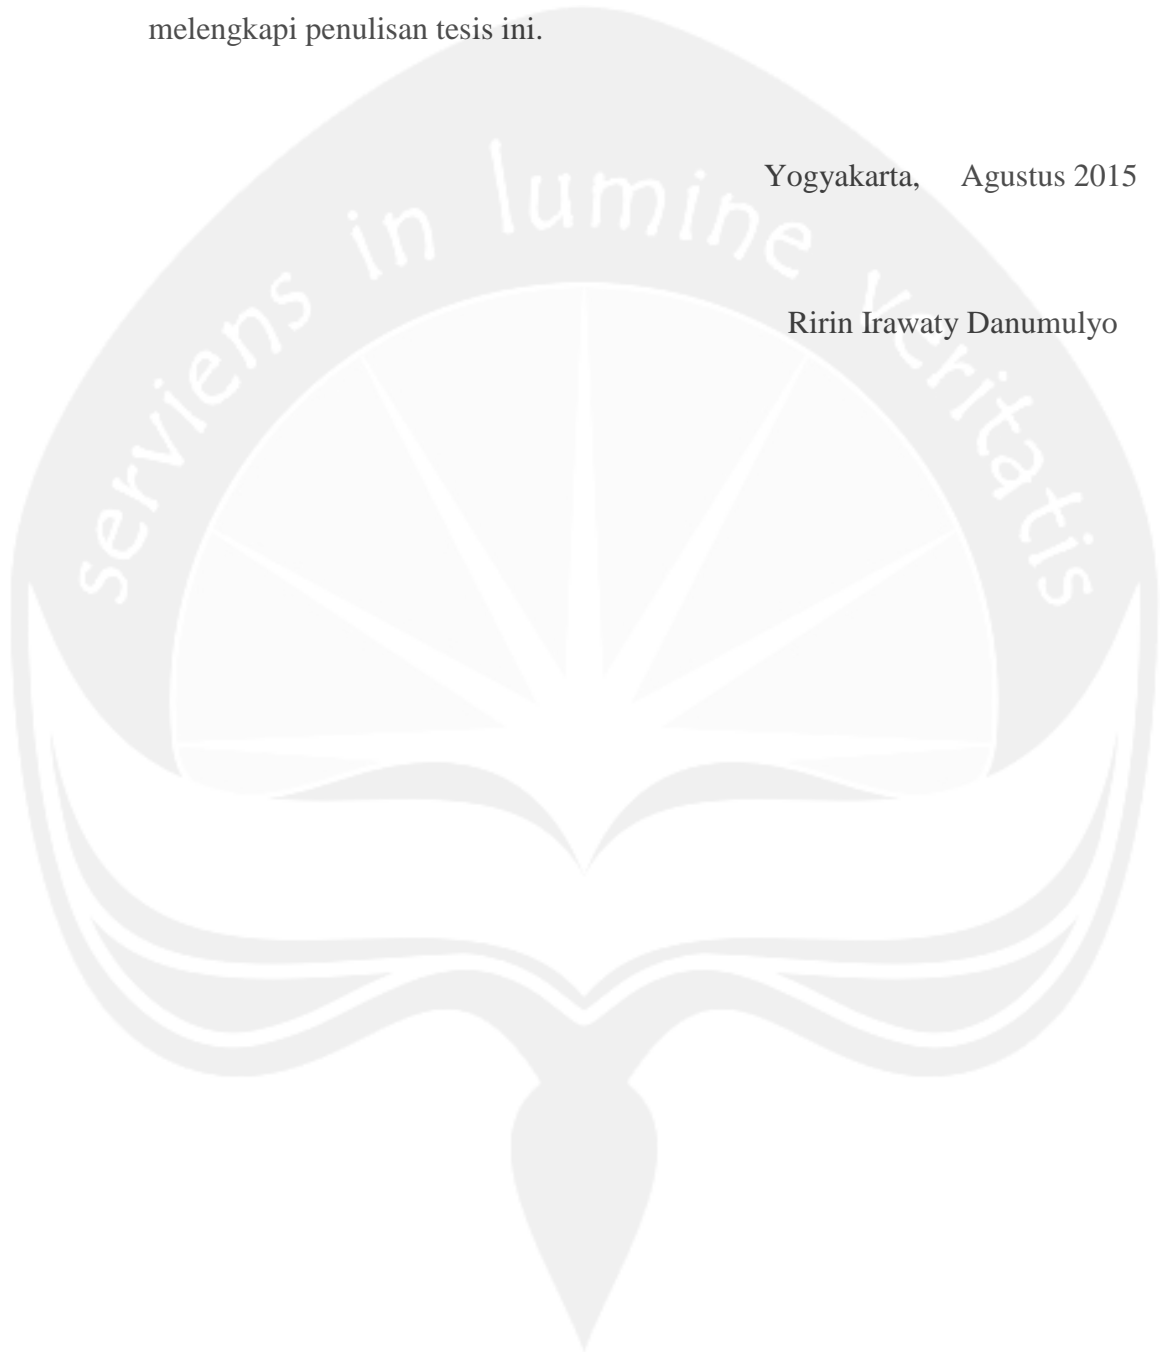 melengkapi penulisan tesis ini.
serviens in lumine veritatis
Yogyakarta, Agustus 2015
Ririn Irawaty Danumulyo